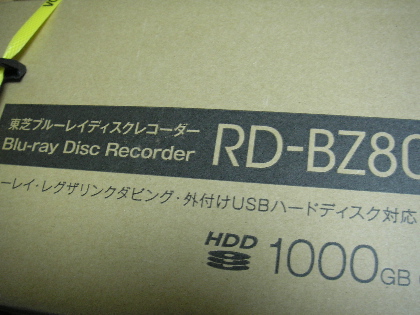 東芝ブルーレイディスクレコーダー
Blu-ray Disc Recorder
RD-BZ80
ーレイ・レグザリンクダビング・外付けUSBハードディスク対応
HDD
1000GB